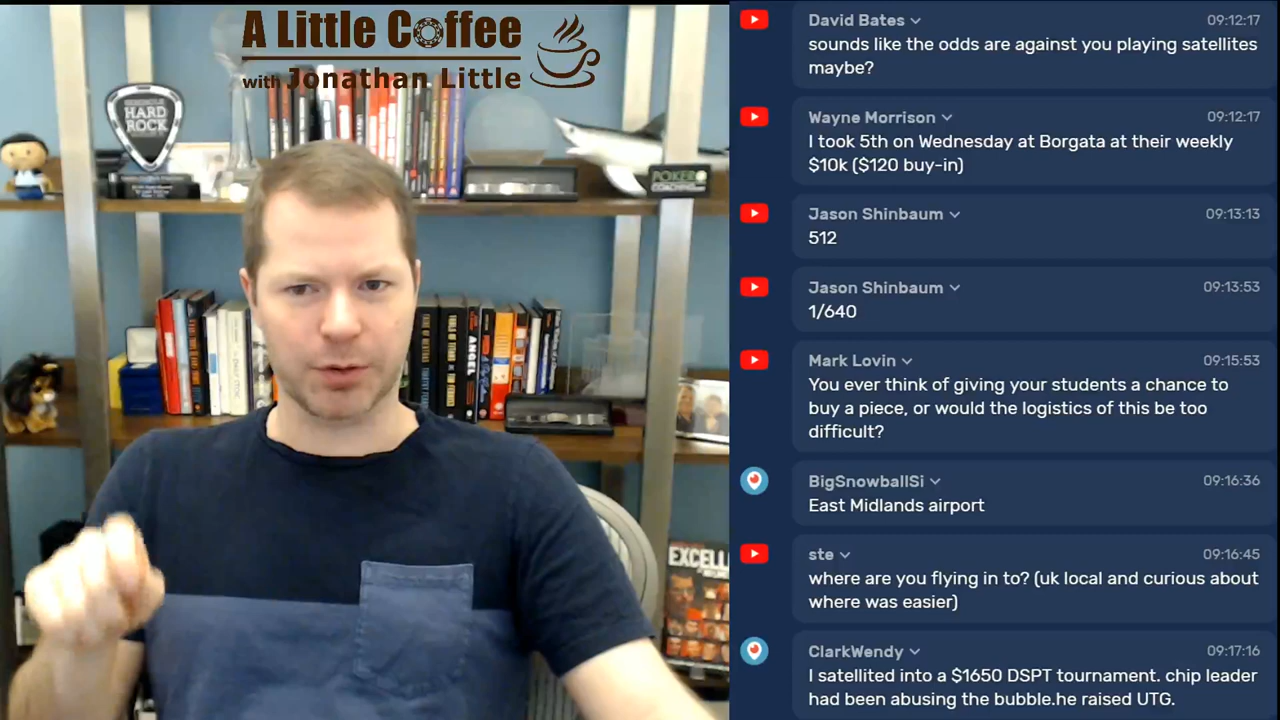 A Little Coffee
with Jonathan Little
SEMINOLE
HARD
ROCK
POKER
COACHING
ANGEL
EXCELL
David Bates
09:12:17
sounds like the odds are against you playing satellites
maybe?
Wayne Morrison
09:12:17
I took 5th on Wednesday at Borgata at their weekly
$10k ($120 buy-in)
Jason Shinbaum
09:13:13
512
Jason Shinbaum
09:13:53
1/640
Mark Lovin
09:15:53
You ever think of giving your students a chance to
buy a piece, or would the logistics of this be too
difficult?
BigSnowballSi
09:16:36
East Midlands airport
ste
09:16:45
where are you flying in to? (uk local and curious about
where was easier)
ClarkWendy
09:17:16
I satellited into a $1650 DSPT tournament. chip leader
had been abusing the bubble.he raised UTG.